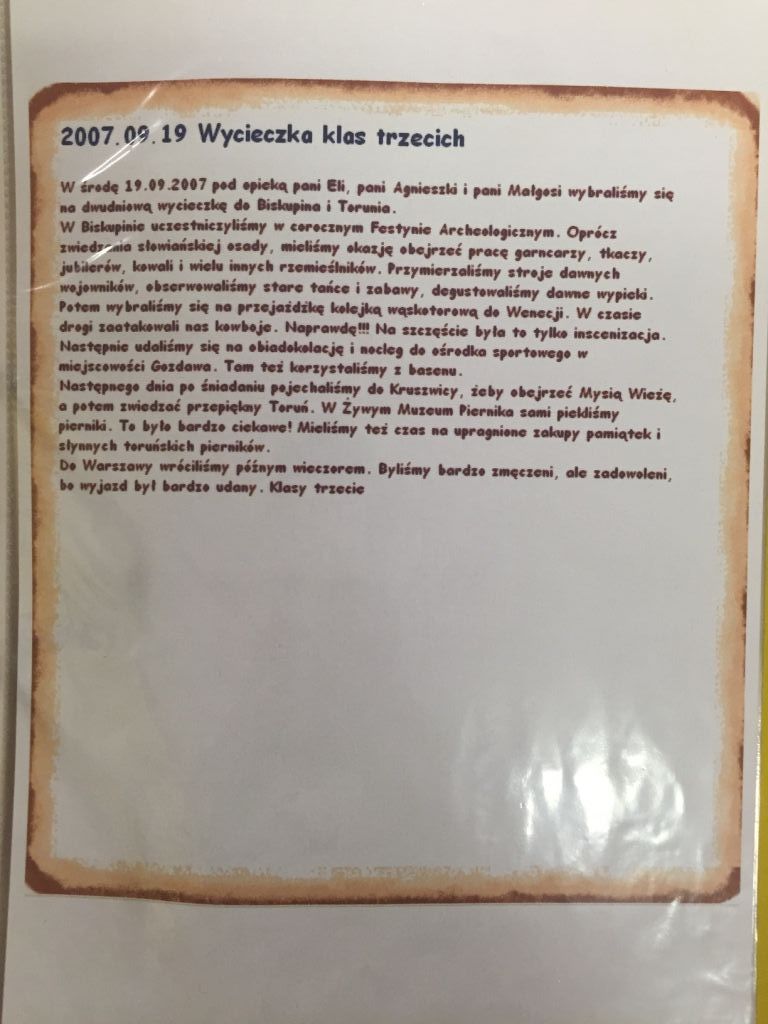 2007.09.19 Wycieczka klas trzecich
W środę 19.09.2007 pod opieką pani Eli, pani Agnieszki i pani Małgosi wybraliśmy się
na dwudniową wycieczkę do Biskupina i Torunia.
W Biskupinie uczestniczyliśmy w corocznym Festynie Archeologicznym. Oprócz
zwiedzania słowiańskiej osady, mieliśmy okazję obejrzeć pracę garncarzy, tkaczy,
jubilerów, kowali i wielu innych rzemieślników. Przymierzaliśmy stroje dawnych
wojowników, obserwowaliśmy stare tańce i zabawy, degustowaliśmy dawne wypieki.
Potem wybraliśmy się na przejażdżkę kolejką wąskotorową do Wenecji. W czasie
drogi zaatakowali nas kowboje. Naprawdę!!! Na szczęście była to tylko inscenizacja.
Następnie udaliśmy się na obiadokolację i nocleg do ośrodka sportowego w
miejscowości Gozdawa. Tam też korzystaliśmy z basenu.
Następnego dnia po śniadaniu pojechaliśmy do Kruszwicy, żeby obejrzeć Mysią Wieżę,
a potem zwiedzać przepiękny Toruń. W Żywym Muzeum Piernika sami piekliśmy
pierniki. To było bardzo ciekawe! Mieliśmy też czas na upragnione zakupy pamiątek i
słynnych toruńskich pierników.
Do Warszawy wróciliśmy późnym wieczorem. Byliśmy bardzo zmęczeni, ale zadowoleni,
bo wyjazd był bardzo udany. Klasy trzecie